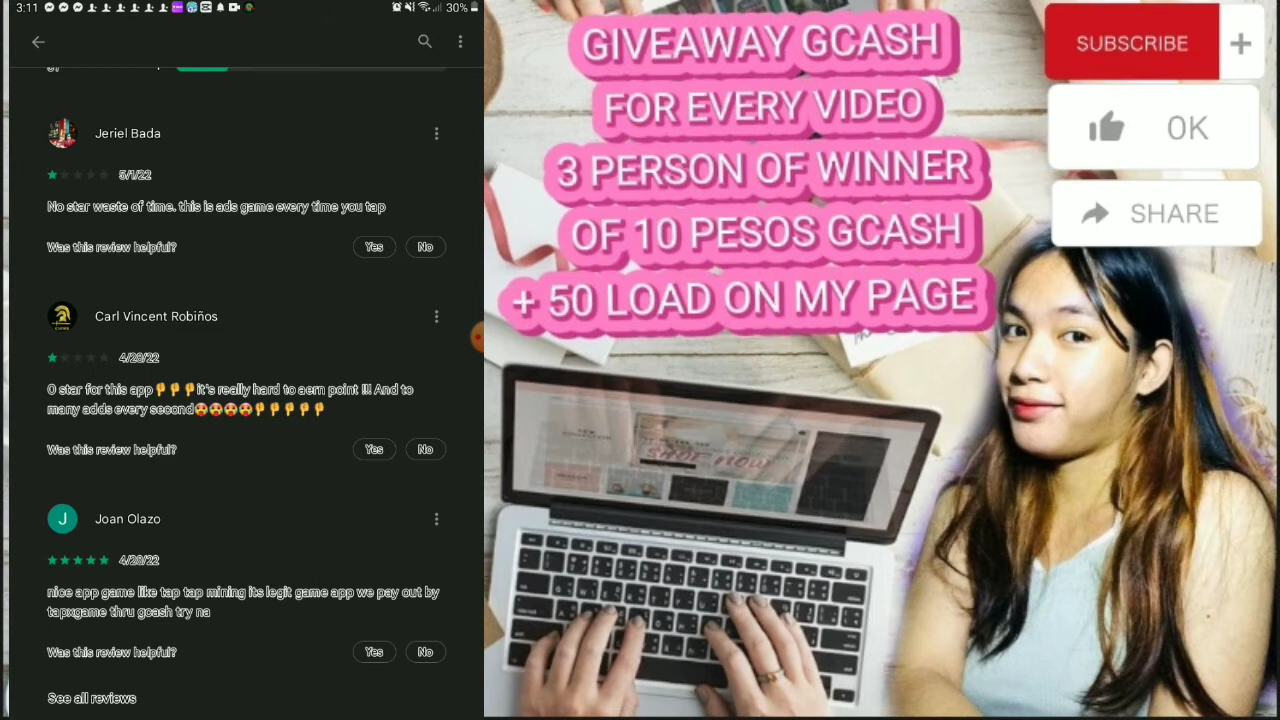 3:11
30%
Jeriel Bada
5/1/22
No star waste of time. this is ads game every time you tap
Was this review helpful?
Yes
No
Carl Vincent Robiños
4/28/22
0 star for this app👎👎👎it's really hard to aern point !!! And to
many adds every second🥵🥵🥵🥵👎👎👎👎👎
Was this review helpful?
Yes
No
J
Joan Olazo
4/28/22
nice app game like tap tap mining its legit game app we pay out by
tapxgame thru gcash try na
Was this review helpful?
Yes
No
See all reviews
GIVEAWAY GCASH
FOR EVERY VIDEO
3 PERSON OF WINNER
OF 10 PESOS GCASH
+ 50 LOAD ON MY PAGE
SUBSCRIBE
0K
SHARE
SHOP NOW